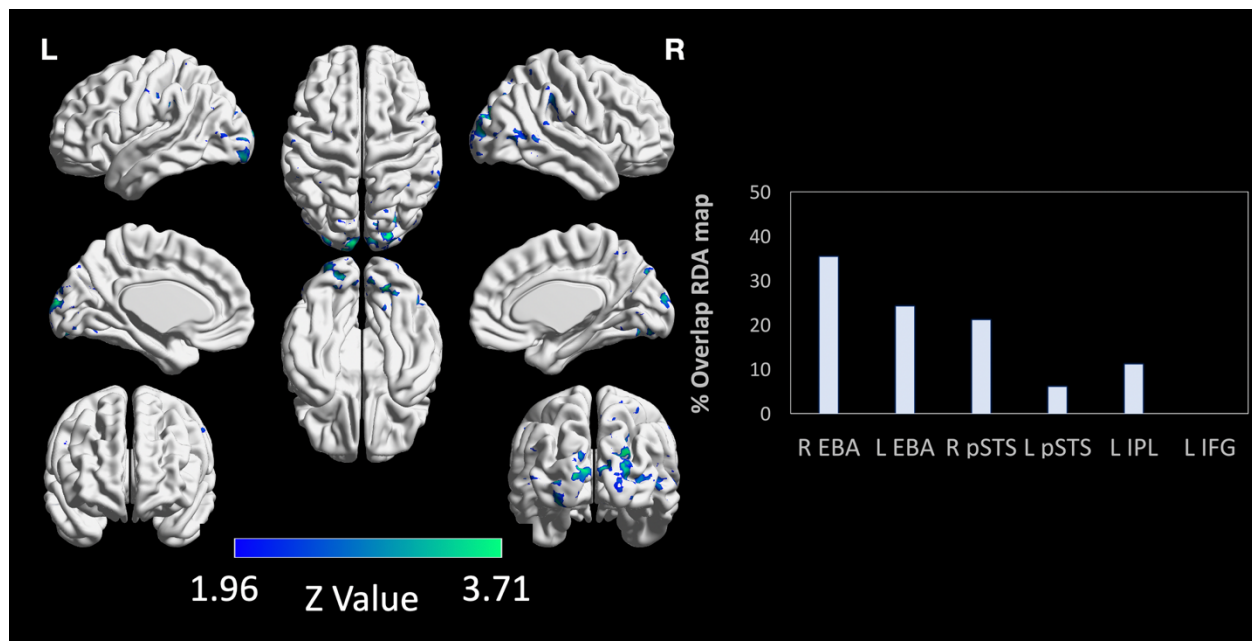 L
R
1.96
Z Value
3.71
% Overlap RDA map
50
40
30
20
10
0
R EBA
L EBA
R pSTS
L pSTS
L IPL
L IFG